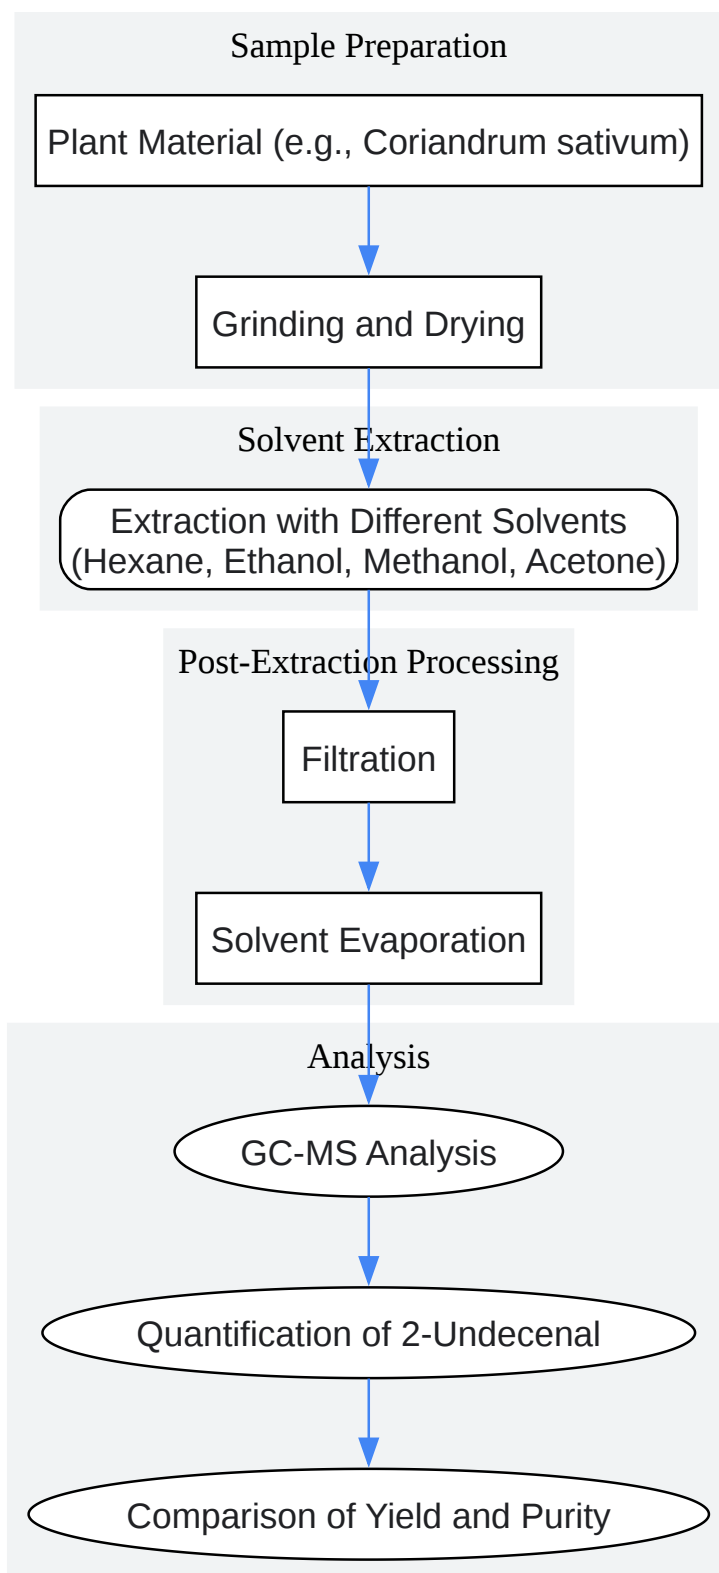 Sample Preparation
Plant Material (e.g., Coriandrum sativum)
Grinding and Drying
Solvent Extraction
Extraction with Different Solvents
(Hexane, Ethanol, Methanol, Acetone)
Post-Extraction Processing
Filtration
Solvent Evaporation
Analysis
GC-MS Analysis
Quantification of 2-Undecenal
Comparison of Yield and Purity